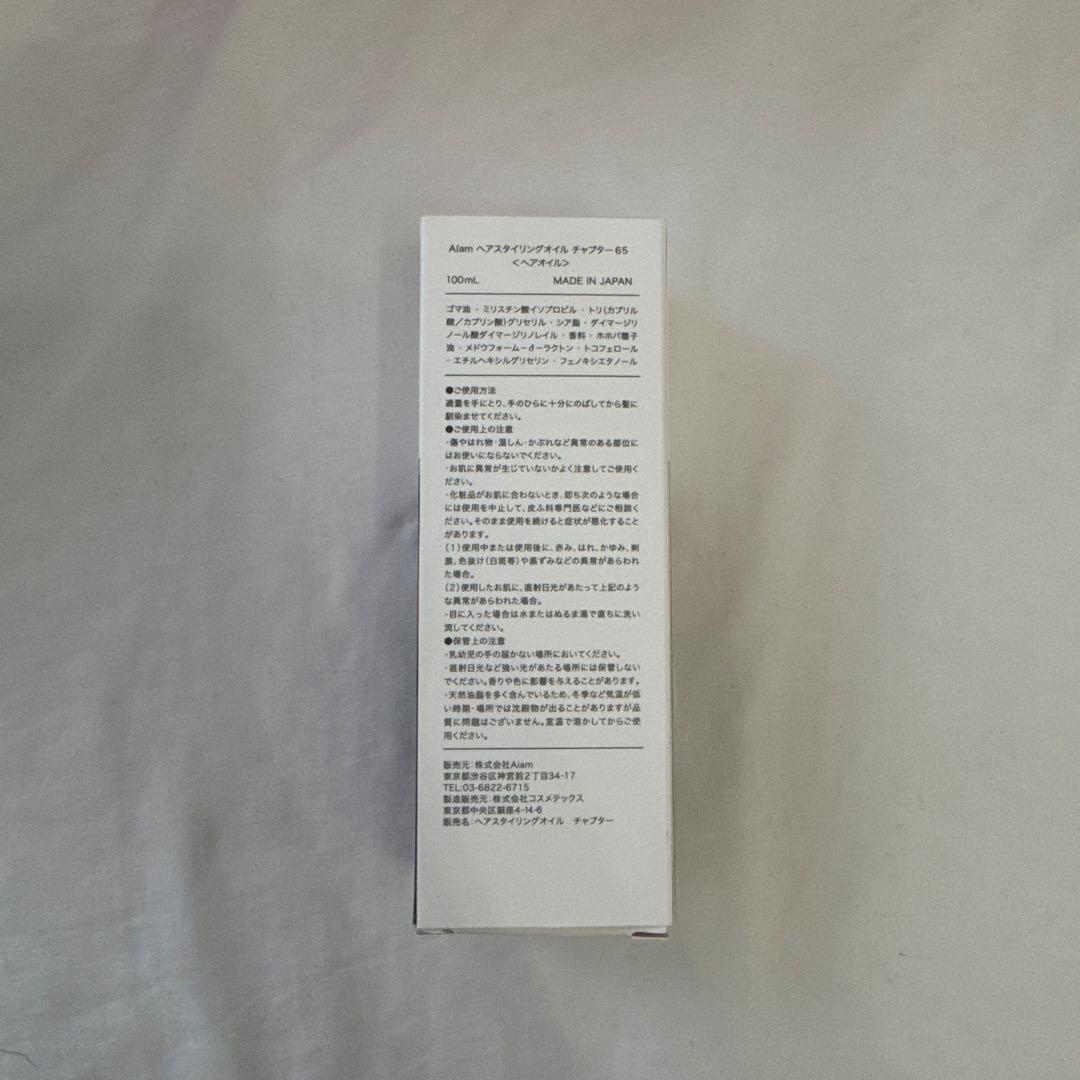 Aiam ヘアスタイリングオイル チャプター65
＜ヘアオイル＞
100mL MADE IN JAPAN
ゴマ油・ミリスチン酸イソプロピル・トリ(カプリル
酸／カプリン酸)グリセリル・シア脂・ダイマージリ
ノール酸ダイマージリノレイル・香料・ホホバ種子
油・メドウフォーム-δ-ラクトン・トコフェロール
・エチルヘキシルグリセリン・フェノキシエタノール
●ご使用方法
適量を手にとり、手のひらに十分にのばしてから髪に
馴染ませてください。
●ご使用上の注意
・傷やはれ物・湿しん・かぶれなど異常のある部位に
はお使いにならないでください。
・お肌に異常が生じていないかよく注意してご使用く
ださい。
・化粧品がお肌に合わないとき、即ち次のような場合
には使用を中止して、皮ふ科専門医などにご相談く
ださい。そのまま使用を続けると症状が悪化すること
があります。
(1)使用中または使用後に、赤み、はれ、かゆみ、刺
激、色抜け(白斑等)や黒ずみなどの異常があらわれ
た場合。
(2)使用したお肌に、直射日光があたって上記のよう
な異常があらわれた場合。
・目に入った場合は水またはぬるま湯で直ちに洗い
流してください。
●保管上の注意
・乳幼児の手の届かない場所においてください。
・直射日光など強い光があたる場所には保管しない
でください。香りや色に影響を与えることがあります。
・天然油脂を多く含んでいるため、冬季など気温が低
い時期・場所では沈殿物が出ることがありますが品
質に問題はございません。室温で溶かしてからご使
用ください。
販売元：株式会社Aiam
東京都渋谷区神宮前2丁目34-17
TEL:03-6822-6715
製造販売元：株式会社コスメテックス
東京都中央区銀座4-14-6
販売名：ヘアスタイリングオイル チャプター